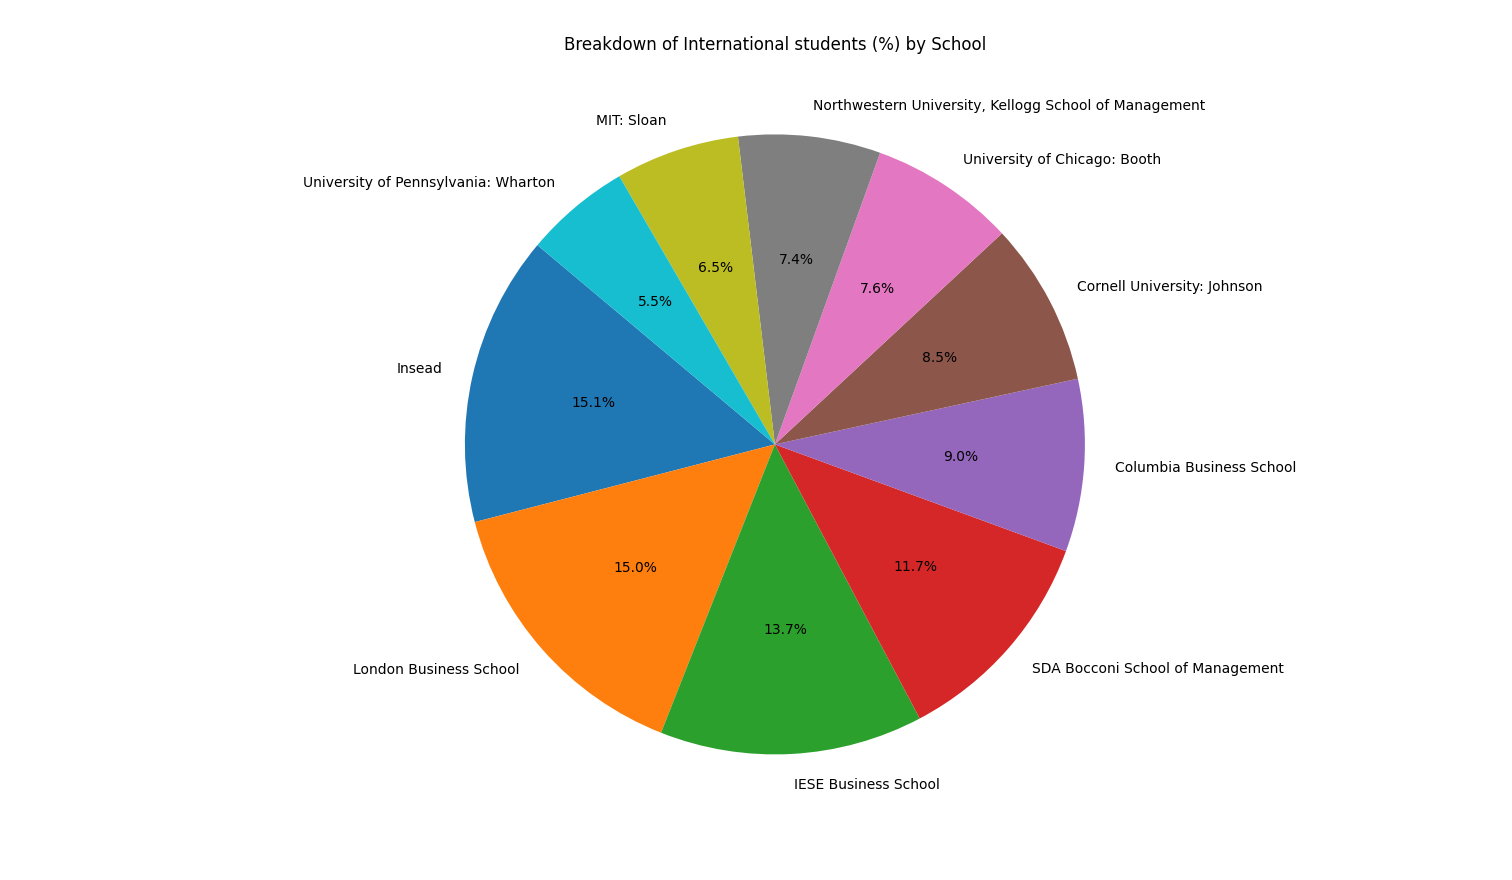 Breakdown of International students (%) by School
Northwestern University, Kellogg School of Management
MIT: Sloan
University of Chicago: Booth
University of Pennsylvania: Wharton
7.4%
6.5%
Cornell University: Johnson
7.6%
5.5%
8.5%
Insead
15.1%
9.0%
Columbia Business School
11.7%
15.0%
13.7%
SDA Bocconi School of Management
London Business School
IESE Business School